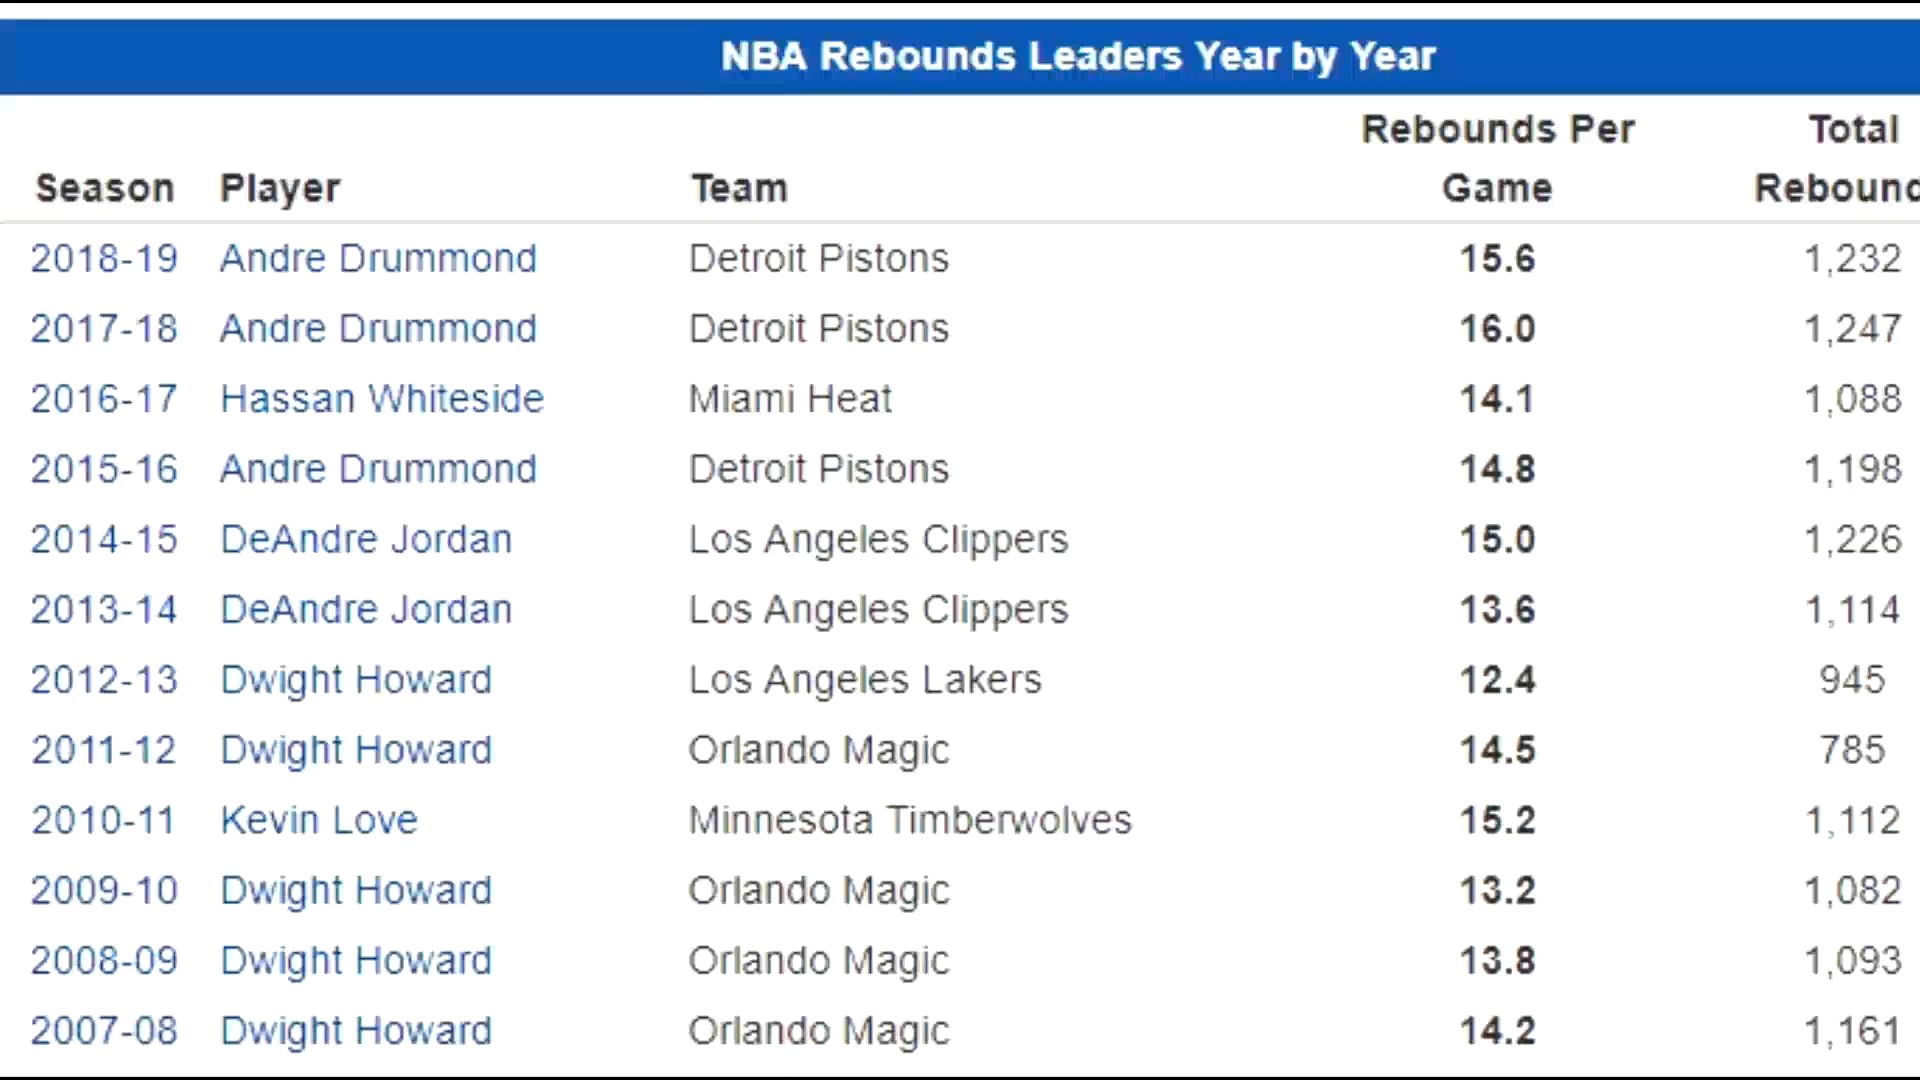 NBA Rebounds Leaders Year by Year
Rebounds Per Total
Season Player Team Game Rebound
2018-19 Andre Drummond Detroit Pistons 15.6 1,232
2017-18 Andre Drummond Detroit Pistons 16.0 1,247
2016-17 Hassan Whiteside Miami Heat 14.1 1,088
2015-16 Andre Drummond Detroit Pistons 14.8 1,198
2014-15 DeAndre Jordan Los Angeles Clippers 15.0 1,226
2013-14 DeAndre Jordan Los Angeles Clippers 13.6 1,114
2012-13 Dwight Howard Los Angeles Lakers 12.4 945
2011-12 Dwight Howard Orlando Magic 14.5 785
2010-11 Kevin Love Minnesota Timberwolves 15.2 1,112
2009-10 Dwight Howard Orlando Magic 13.2 1,082
2008-09 Dwight Howard Orlando Magic 13.8 1,093
2007-08 Dwight Howard Orlando Magic 14.2 1,161